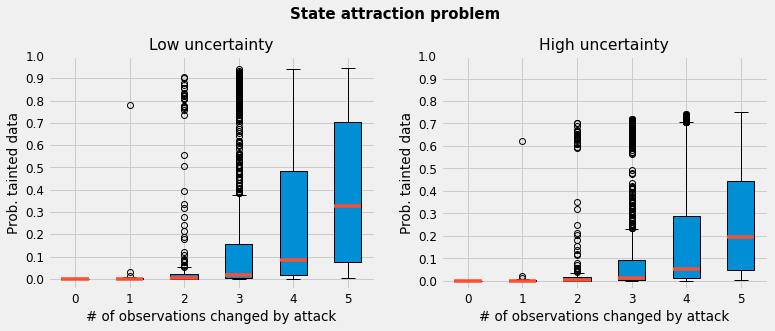 State attraction problem
Low uncertainty
Prob. tainted data
1.0
0.9
0.8
0.7
0.6
0.5
0.4
0.3
0.2
0.1
0.0
0 1 2 3 4 5
# of observations changed by attack
High uncertainty
Prob. tainted data
1.0
0.9
0.8
0.7
0.6
0.5
0.4
0.3
0.2
0.1
0.0
0 1 2 3 4 5
# of observations changed by attack